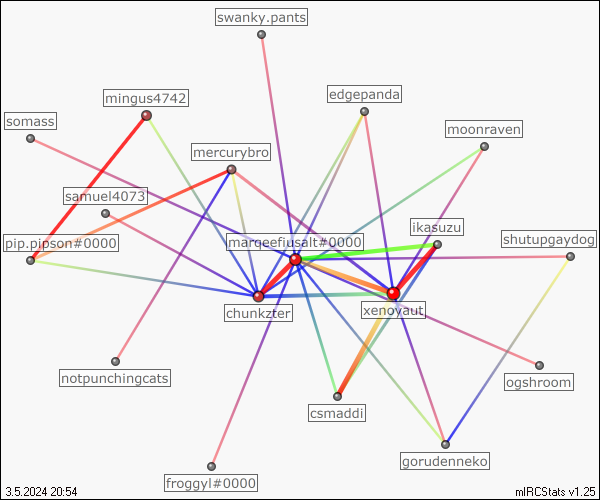 swanky.pants
edgepanda
mingus4742
somass
moonraven
mercurybro
samuel4073
ikasuzu
pip.pipson#0000
marneefiusalt#0000
shutupgaydog
chunkzter
xenoyaut
notpunchingcats
ogshroom
csmaddi
gorudenneko
froggyl#0000
3.5.2024 20:54
mIRCStats v1.25